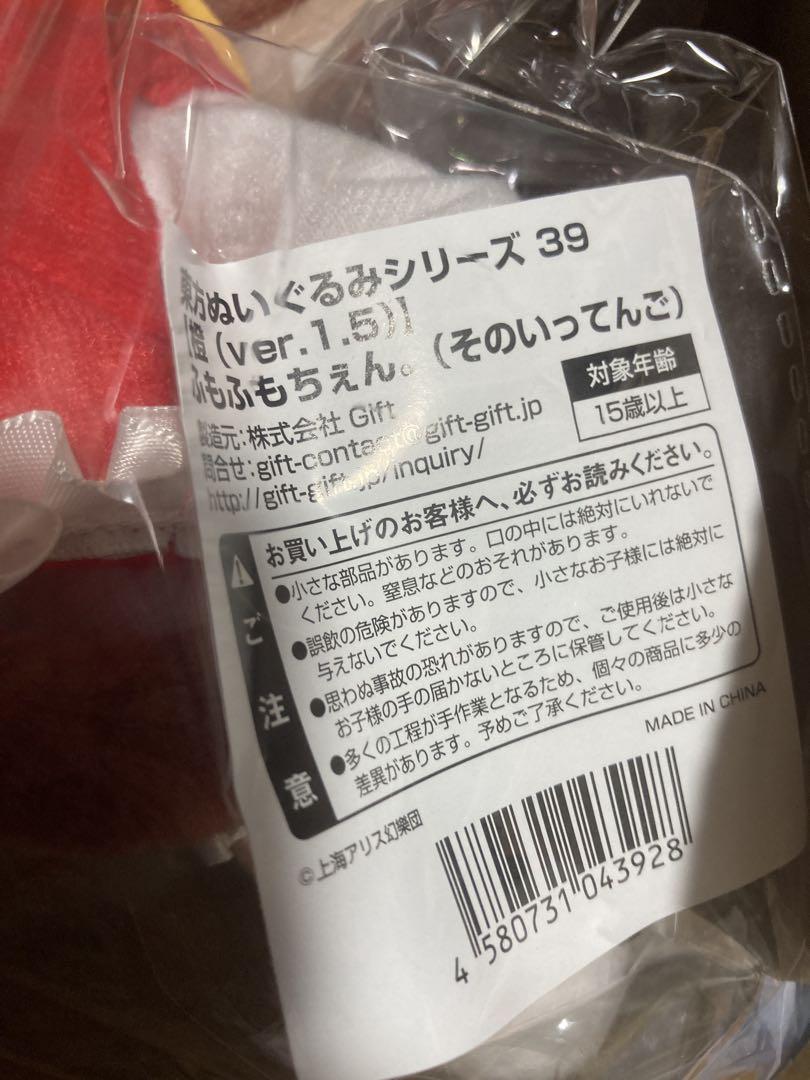 東方ぬいぐるみシリーズ 39
【橙 (ver.1.5)】
ふもふもちぇん。(そのいってんご)
製造元:株式会社 Gift
問合せ:gift-contact@gift-gift.jp
http://gift-gift.jp/inquiry/
対象年齢
15歳以上
ご注意
お買い上げのお客様へ、必ずお読みください。
●小さな部品があります。口の中には絶対にいれないで
ください。窒息などのおそれがあります。
●誤飲の危険がありますので、小さなお子様には絶対に
与えないでください。
●思わぬ事故の恐れがありますので、ご使用後は小さな
お子様の手の届かないところに保管してください。
●多くの工程が手作業となるため、個々の商品に多少の
差異があります。予めご了承ください。
MADE IN CHINA
©上海アリス幻樂団
4 580731 043928